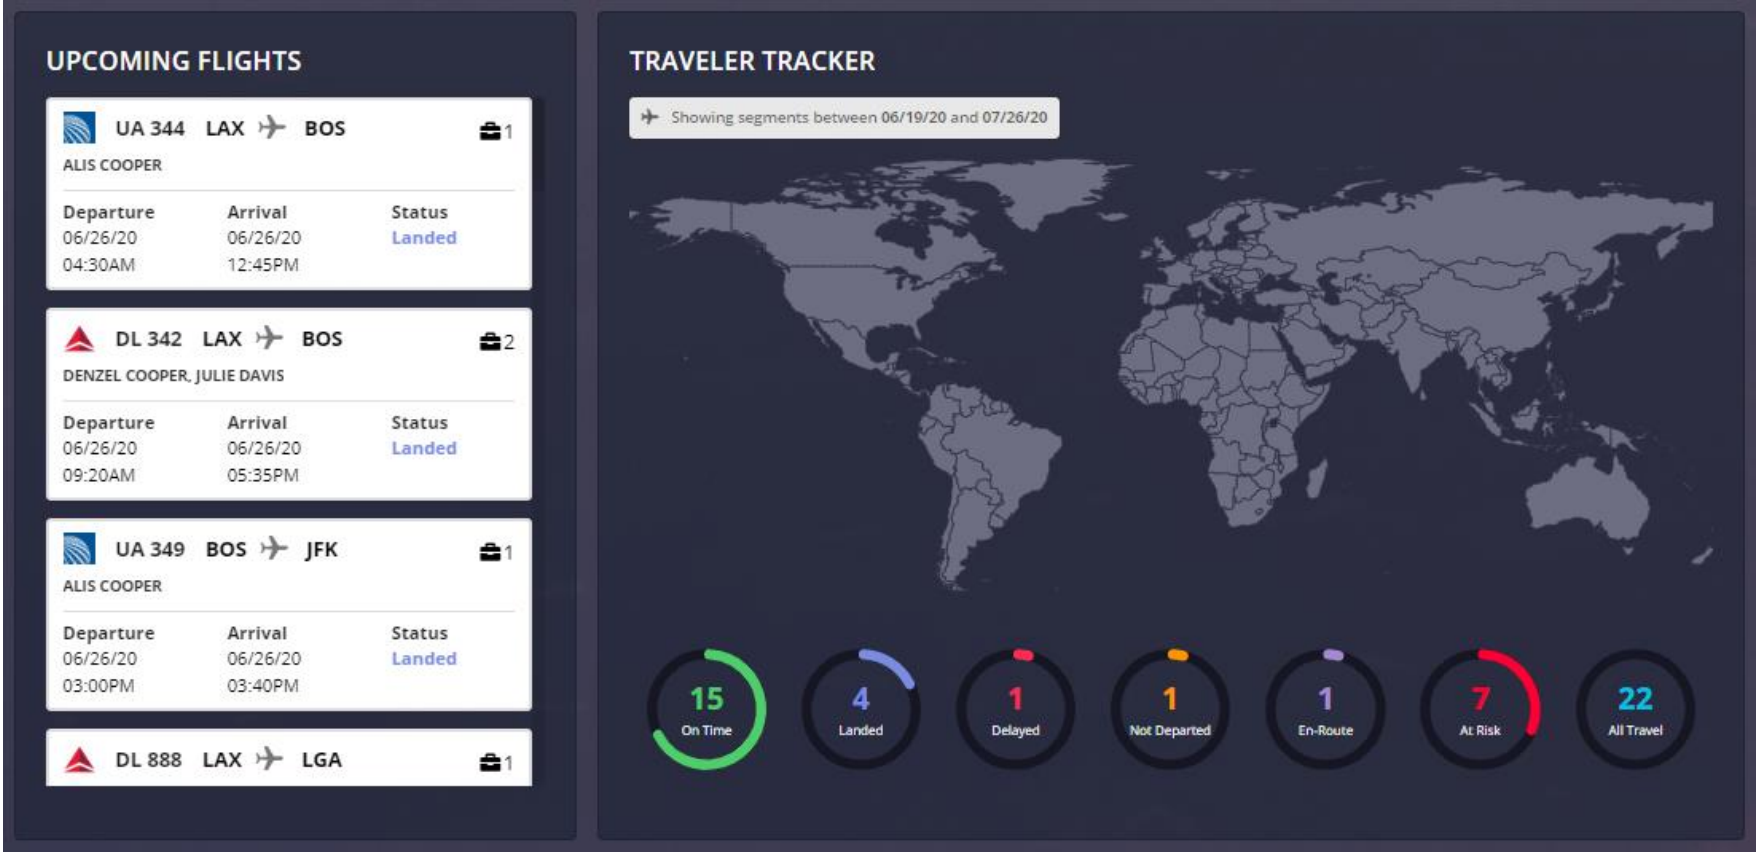 UPCOMING FLIGHTS
UA 344 LAX BOS 1
ALIS COOPER
Departure Arrival Status
06/26/20 06/26/20 Landed
04:30AM 12:45PM
DL 342 LAX BOS 2
DENZEL COOPER, JULIE DAVIS
Departure Arrival Status
06/26/20 06/26/20 Landed
09:20AM 05:35PM
UA 349 BOS JFK 1
ALIS COOPER
Departure Arrival Status
06/26/20 06/26/20 Landed
03:00PM 03:40PM
DL 888 LAX LGA 1
TRAVELER TRACKER
Showing segments between 06/19/20 and 07/26/20
15 4 1 1 1 7 22
On Time Landed Delayed Not Departed En-Route At Risk All Travel